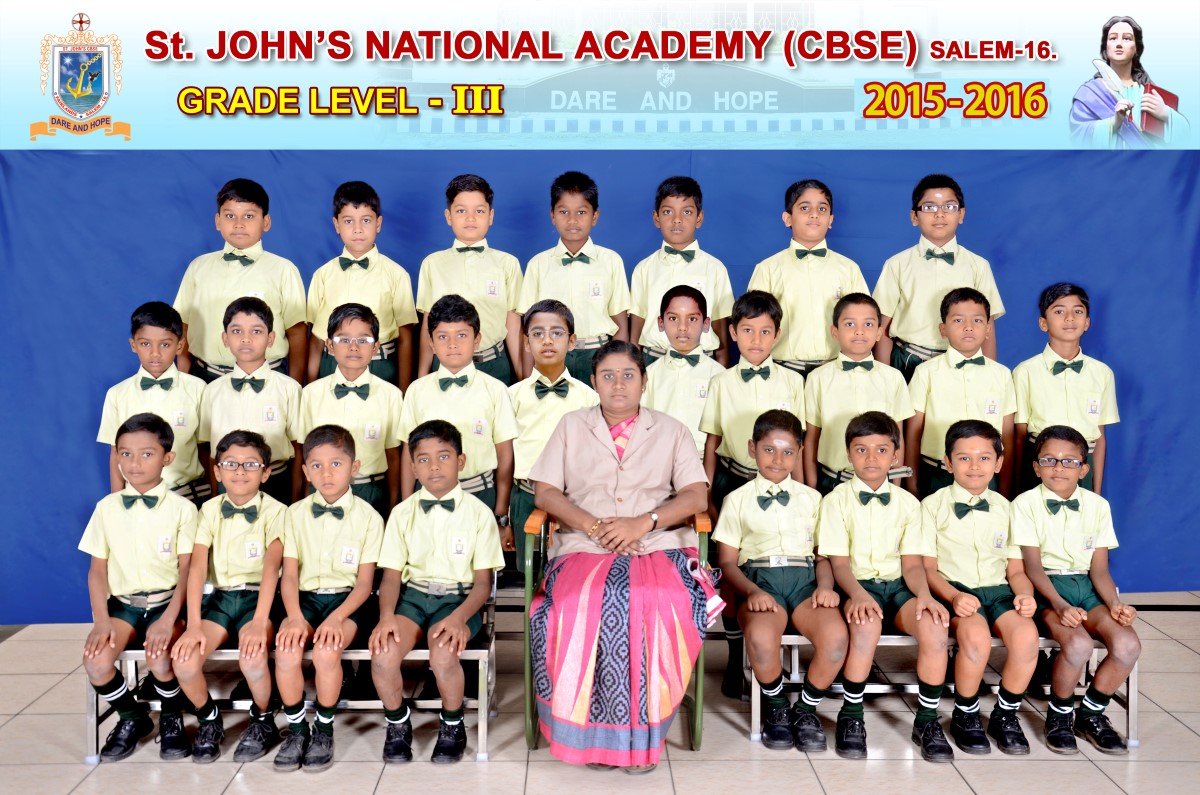 St. JOHN'S NATIONAL ACADEMY (CBSE) SALEM-16.
GRADE LEVEL - III
2015-2016
DARE AND HOPE
ST. JOHN'S CBSE
DARE AND HOPE